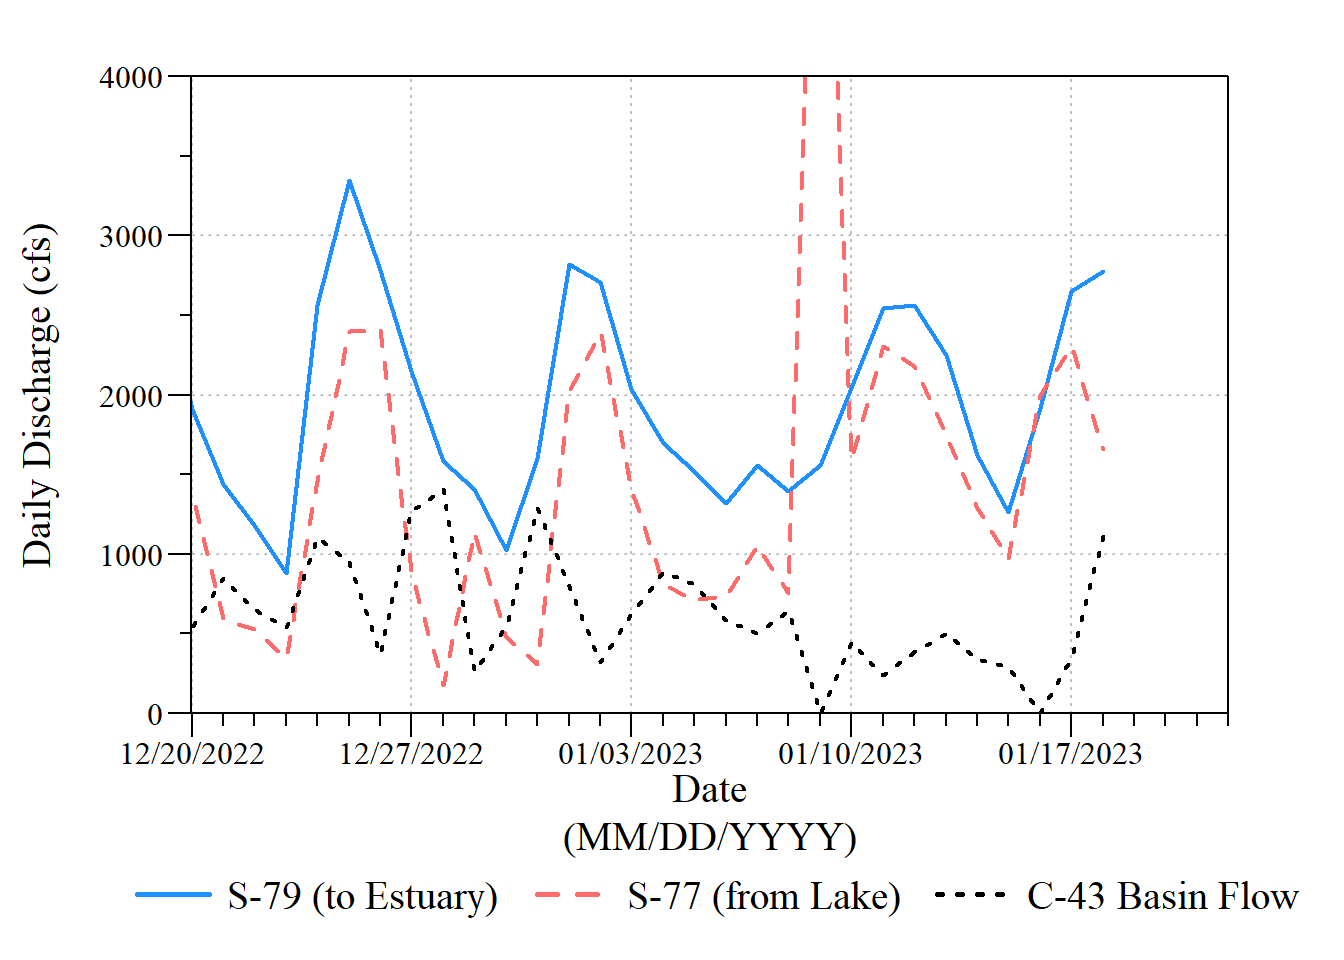 4000
3000
2000
1000
0
Daily Discharge (cfs)
12/20/2022 12/27/2022 01/03/2023 01/10/2023 01/17/2023
Date
(MM/DD/YYYY)
S-79 (to Estuary) S-77 (from Lake) C-43 Basin Flow